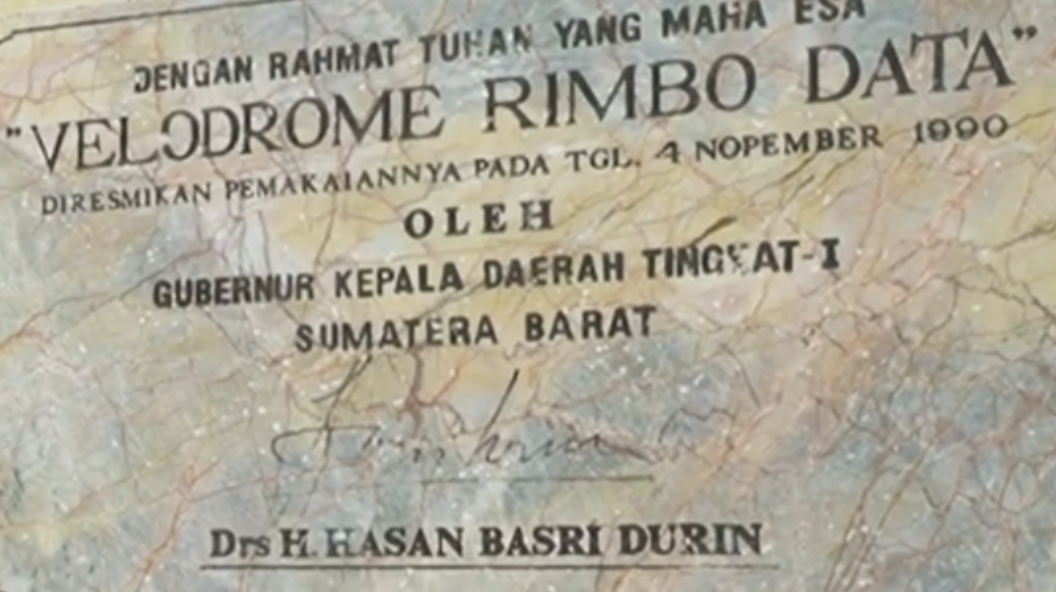 DENGAN RAHMAT TUHAN YANG MAHA ESA
"VELODROME RIMBO DATA"
DIRESMIKAN PEMAKAIANNYA PADA TGL. 4 NOPEMBER 1990
OLEH
GUBERNUR KEPALA DAERAH TINGKAT-I
SUMATERA BARAT
Drs H. HASAN BASRI DURIN